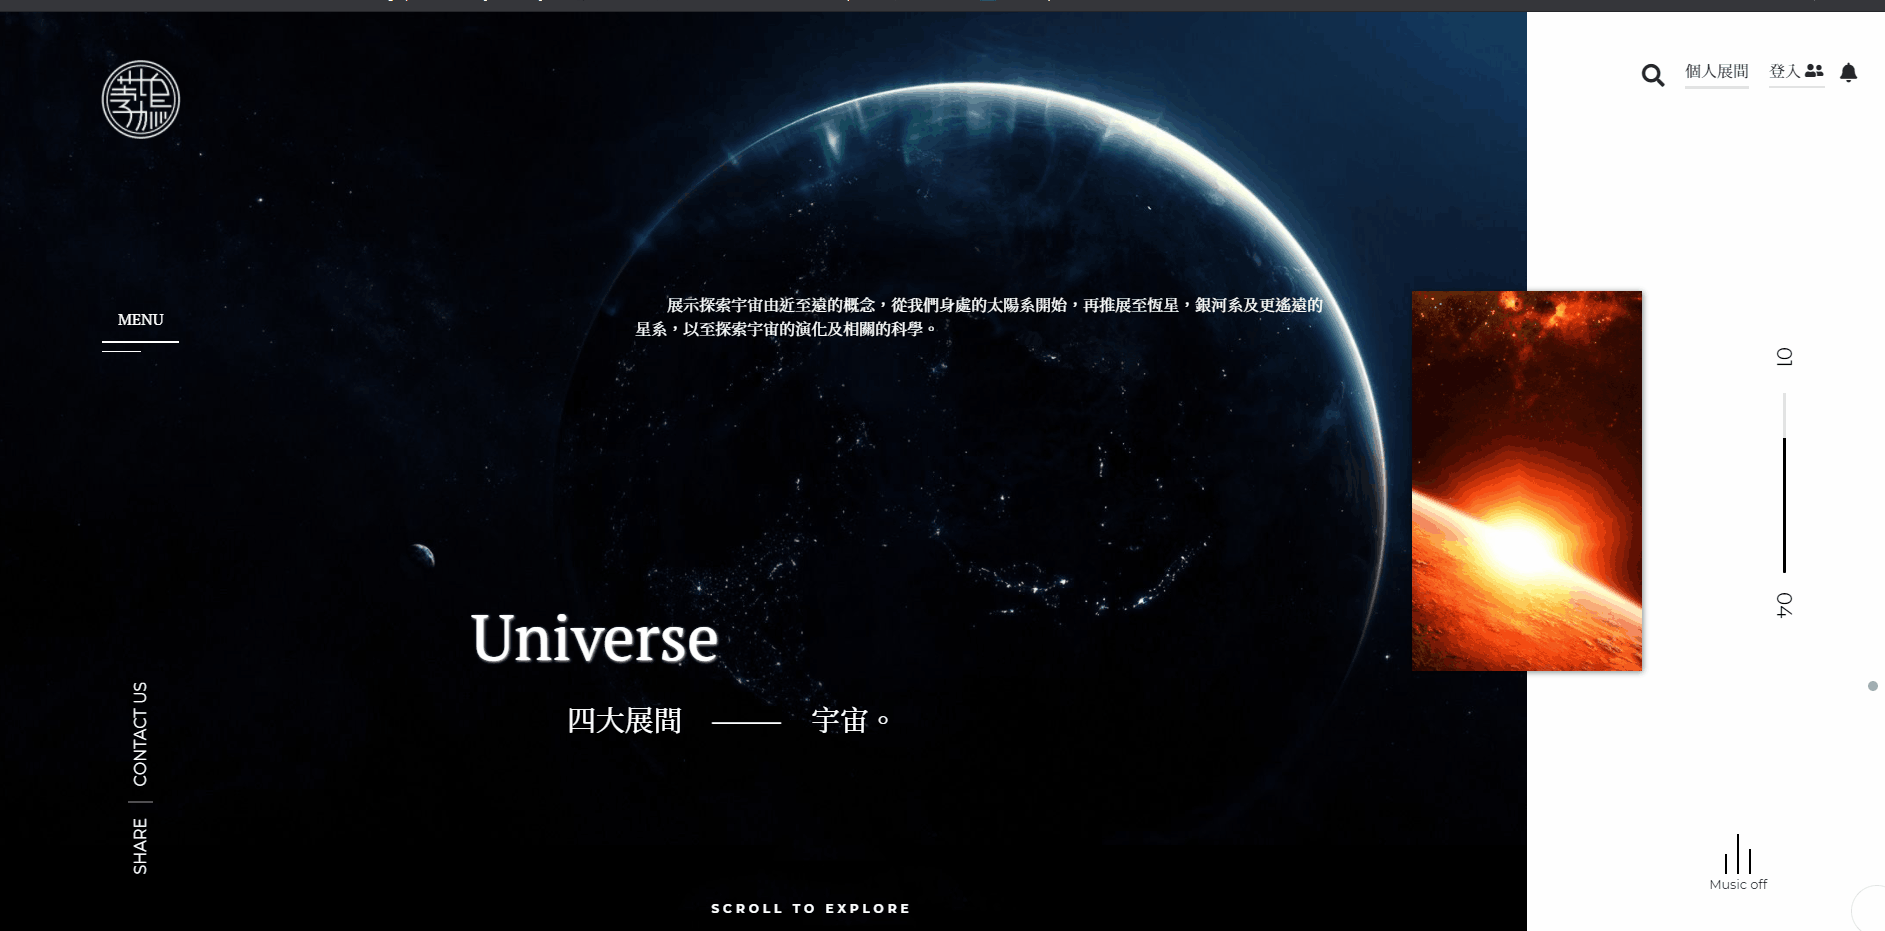 個人展間
登入
MENU
展示探索宇宙由近至遠的概念，從我們身處的太陽系開始，再推展至恆星，銀河系及更遙遠的
星系，以至探索宇宙的演化及相關的科學。
01
04
Universe
四大展間 —— 宇宙。
CONTACT US
SHARE
Music off
SCROLL TO EXPLORE